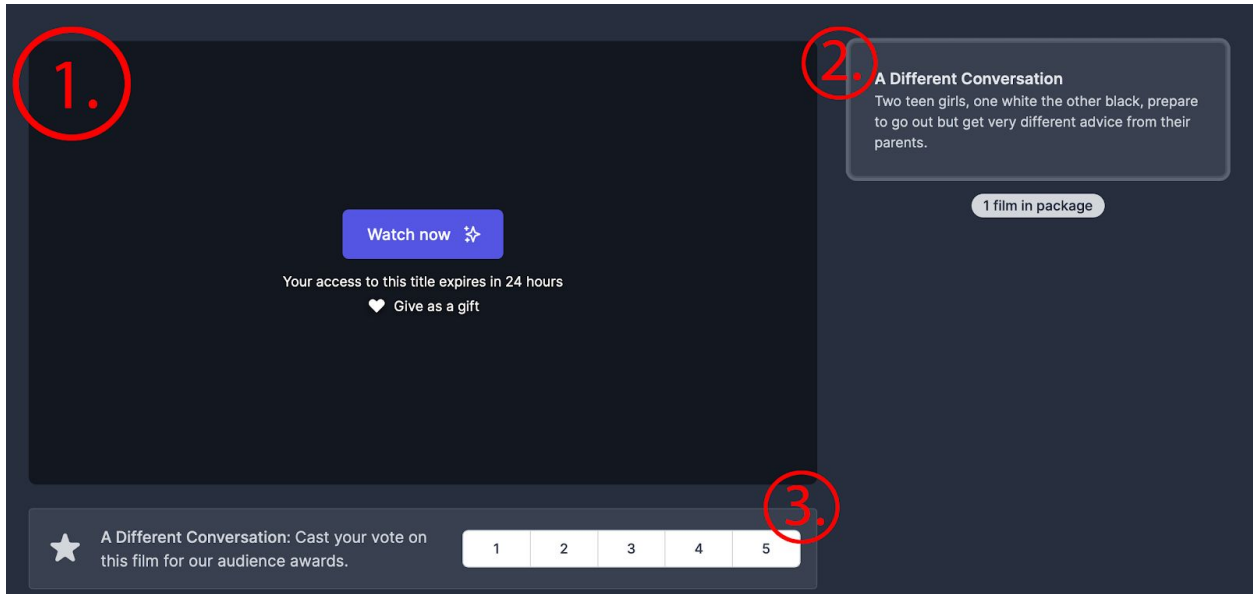 1.
Watch now
Your access to this title expires in 24 hours
Give as a gift
2.
A Different Conversation
Two teen girls, one white the other black, prepare
to go out but get very different advice from their
parents.
1 film in package
3.
A Different Conversation: Cast your vote on
this film for our audience awards.
1 2 3 4 5